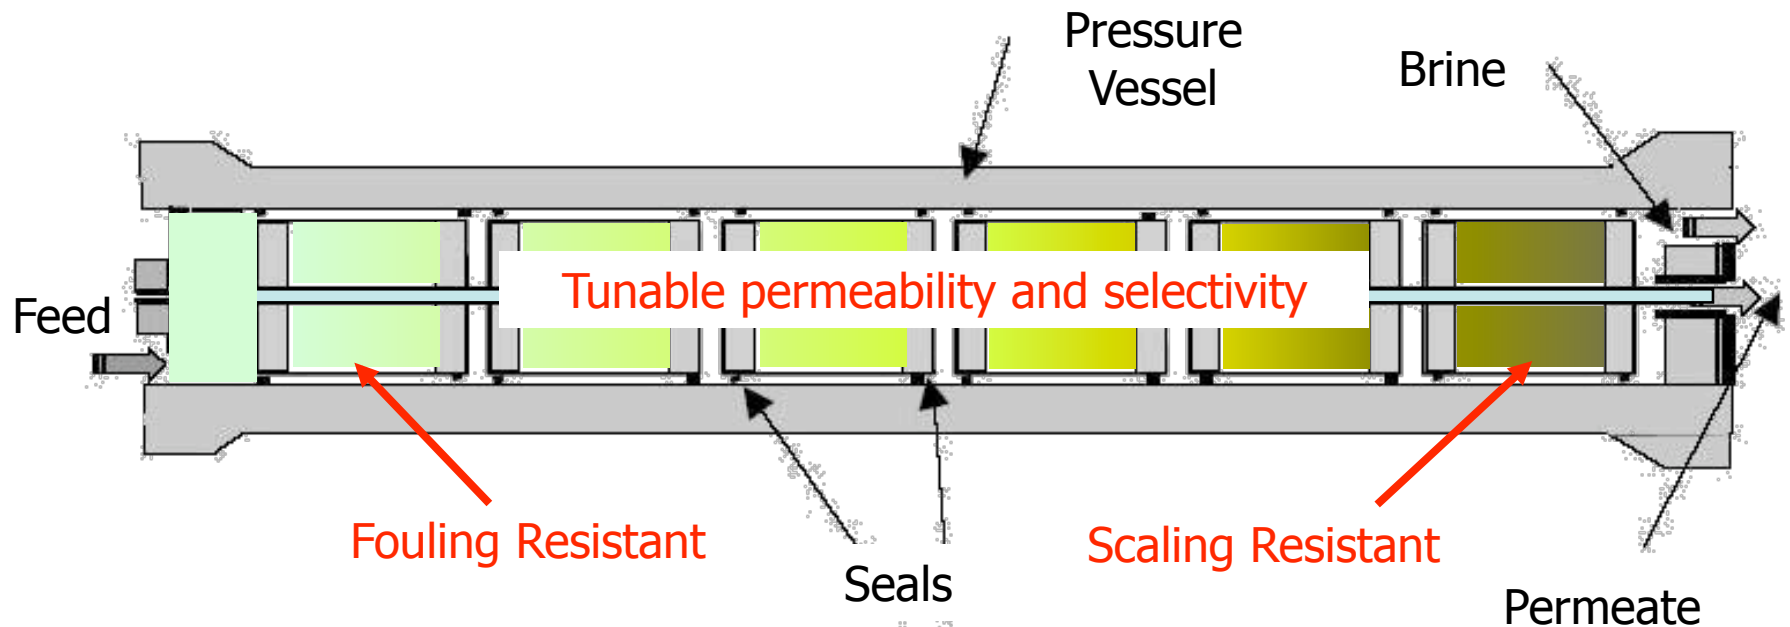 Pressure
Vessel
Brine
Tunable permeability and selectivity
Feed
Fouling Resistant
Scaling Resistant
Seals
Permeate